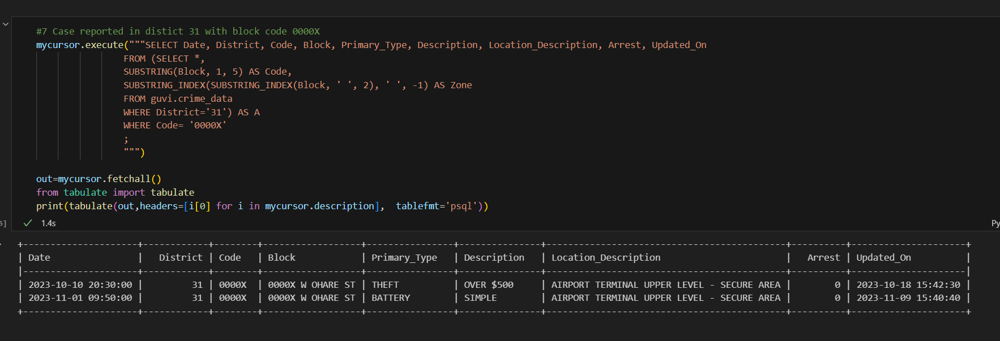 #7 Case reported in distict 31 with block code 0000X
mycursor.execute("""SELECT Date, District, Code, Block, Primary_Type, Description, Location_Description, Arrest, Updated_On
FROM (SELECT *,
SUBSTRING(Block, 1, 5) AS Code,
SUBSTRING_INDEX(SUBSTRING_INDEX(Block, ' ', 2), ' ', -1) AS Zone
FROM guvi.crime_data
WHERE District='31') AS A
WHERE Code= '0000X'
;
""")
out=mycursor.fetchall()
from tabulate import tabulate
print(tabulate(out,headers=[i[0] for i in mycursor.description],  tablefmt='psql'))
5] 1.4s Py
+---------------------+------------+--------+------------------+----------------+---------------+--------------------------------------------+----------+---------------------+
| Date                |   District | Code   | Block            | Primary_Type   | Description   | Location_Description                       |   Arrest | Updated_On          |
|---------------------+------------+--------+------------------+----------------+---------------+--------------------------------------------+----------+---------------------|
| 2023-10-10 20:30:00 |         31 | 0000X  | 0000X W OHARE ST | THEFT          | OVER $500     | AIRPORT TERMINAL UPPER LEVEL - SECURE AREA |        0 | 2023-10-18 15:42:30 |
| 2023-11-01 09:50:00 |         31 | 0000X  | 0000X W OHARE ST | BATTERY        | SIMPLE        | AIRPORT TERMINAL UPPER LEVEL - SECURE AREA |        0 | 2023-11-09 15:40:40 |
+---------------------+------------+--------+------------------+----------------+---------------+--------------------------------------------+----------+---------------------+